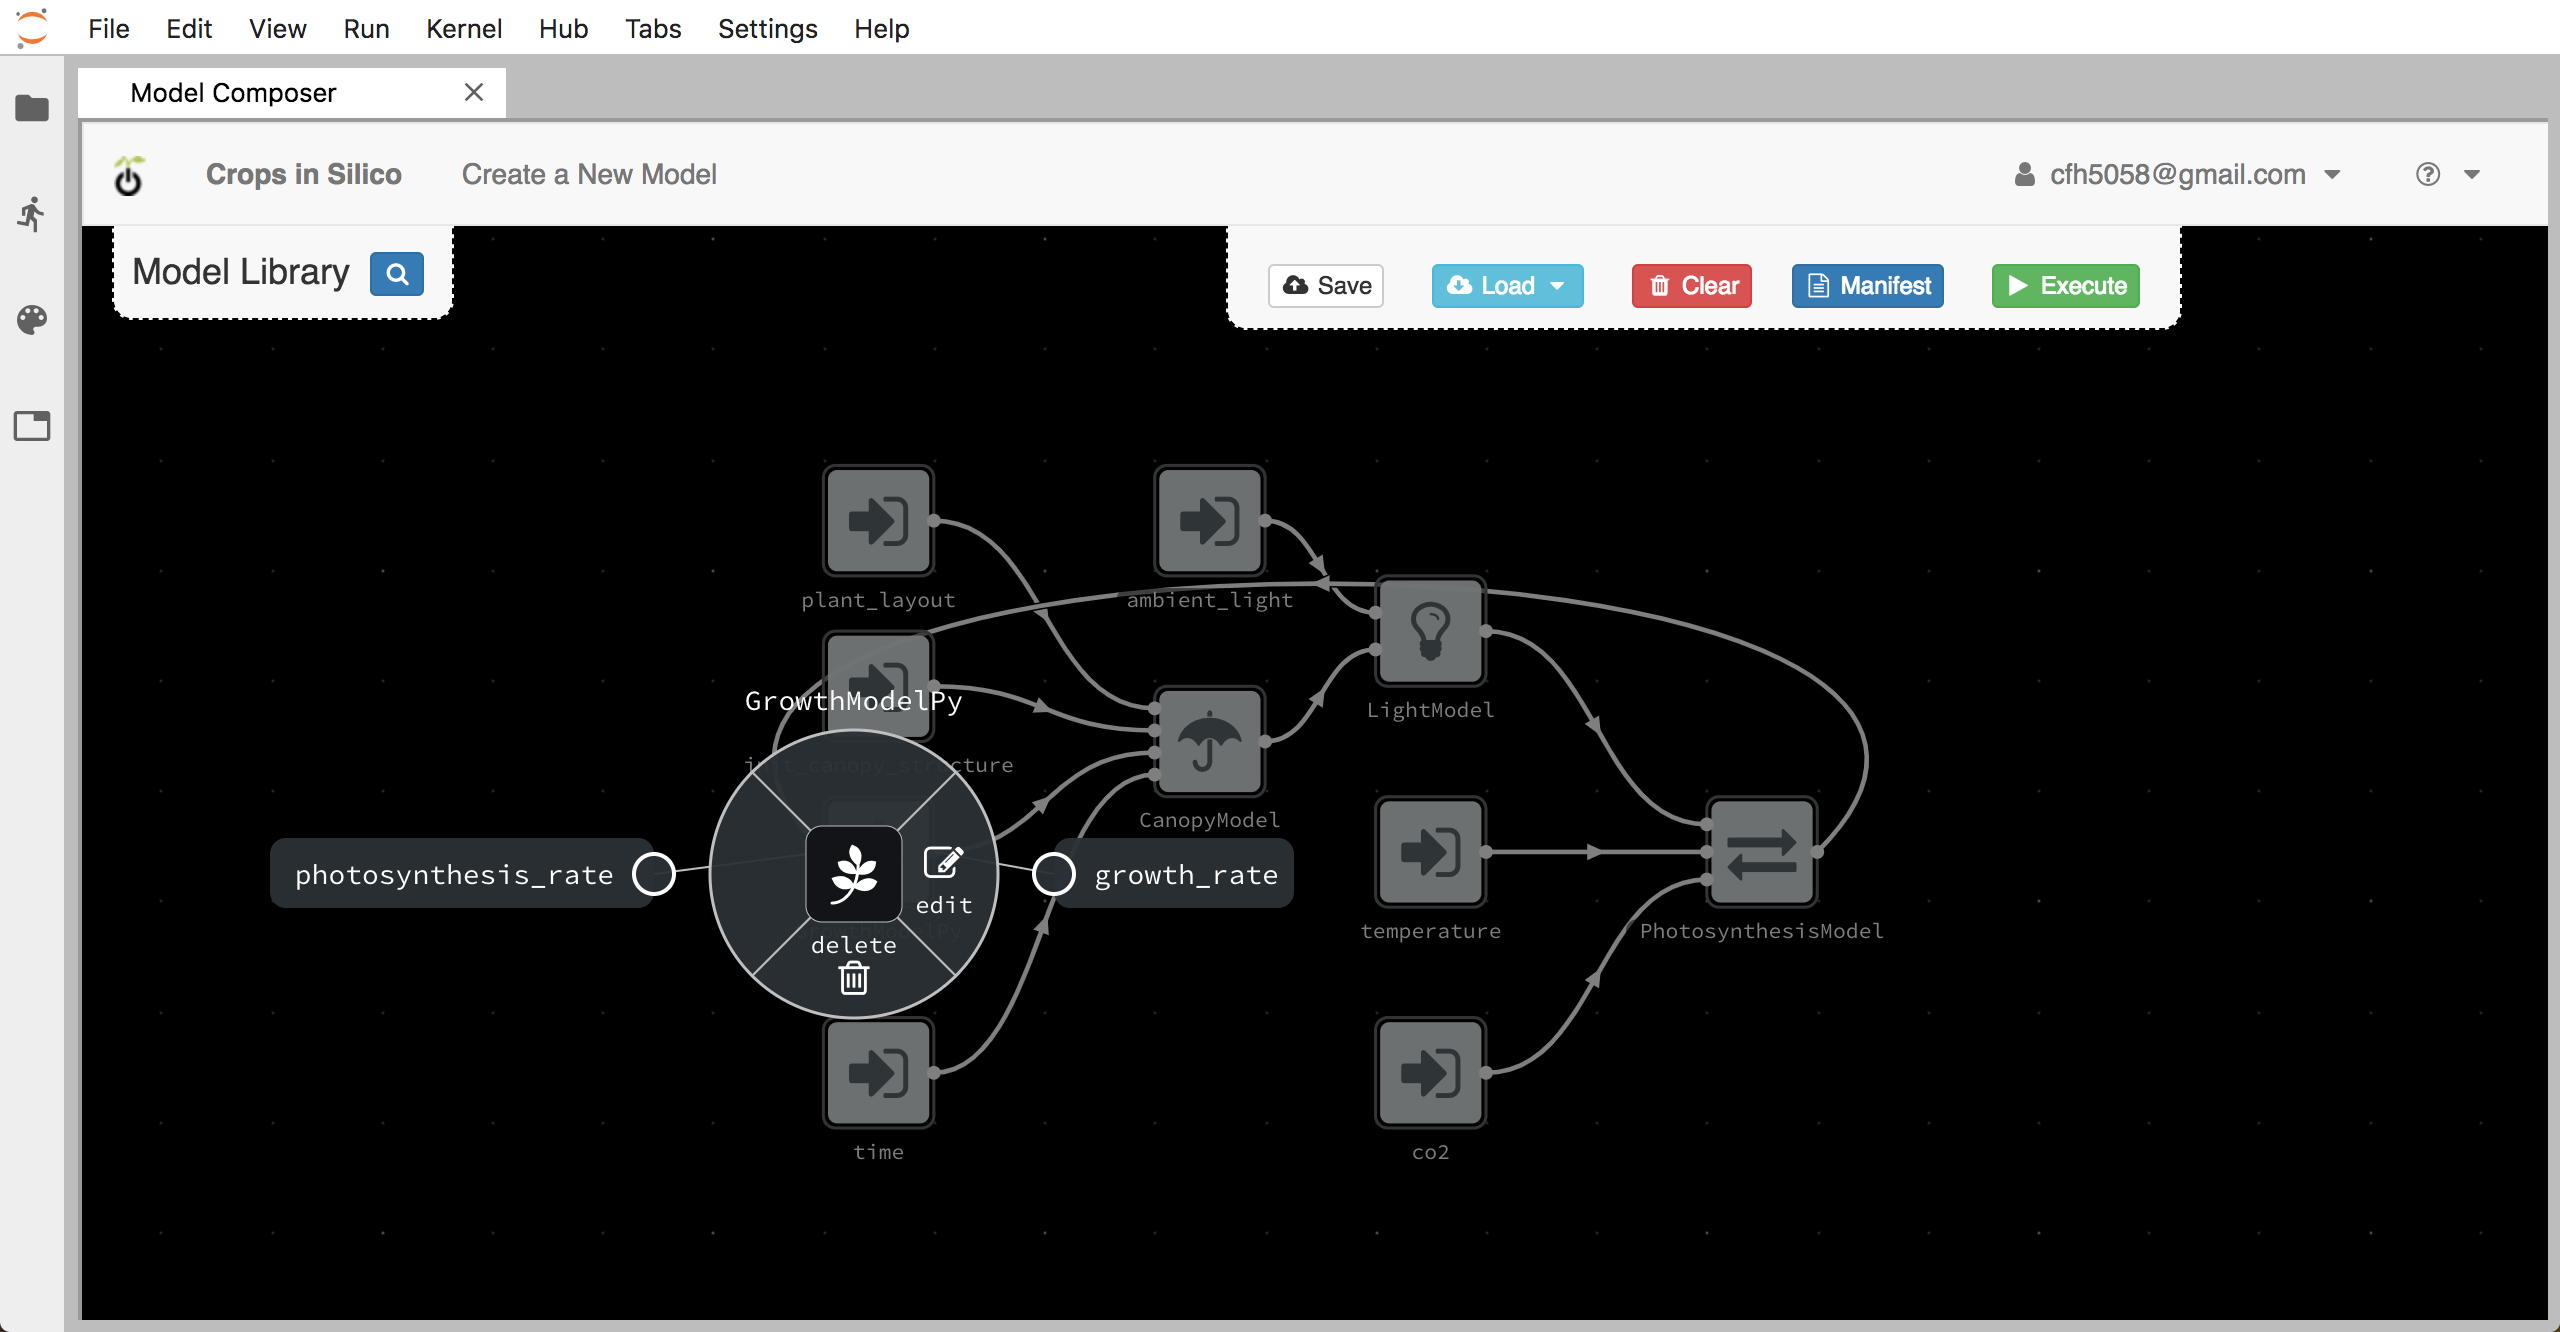 File Edit View Run Kernel Hub Tabs Settings Help
Model Composer
Crops in Silico Create a New Model cfh5058@gmail.com
Model Library
Save Load Clear Manifest Execute
plant_layout
ambient_light
GrowthModelPy
LightModel
init_canopy_structure
CanopyModel
photosynthesis_rate
edit
growth_rate
delete
GrowthModelPy
temperature
PhotosynthesisModel
time
co2